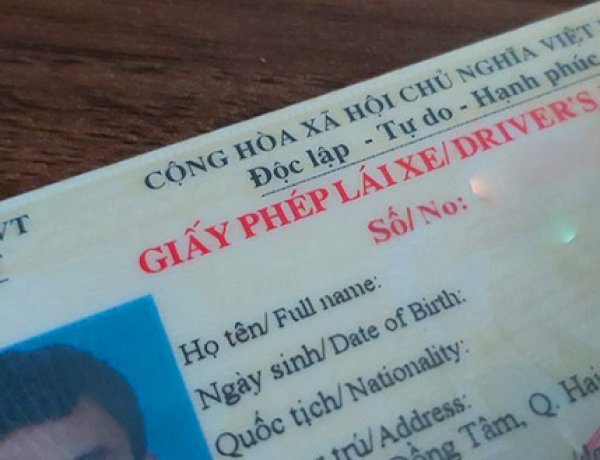 CỘNG HÒA XÃ HỘI CHỦ NGHĨA VIỆT
Độc lập - Tự do - Hạnh phúc
GIẤY PHÉP LÁI XE/ DRIVER'S
Số/ No:
VT
Họ tên/ Full name:
Ngày sinh/ Date of Birth:
Quốc tịch/ Nationality:
trú/ Address:
Đồng Tâm, Q. Hai